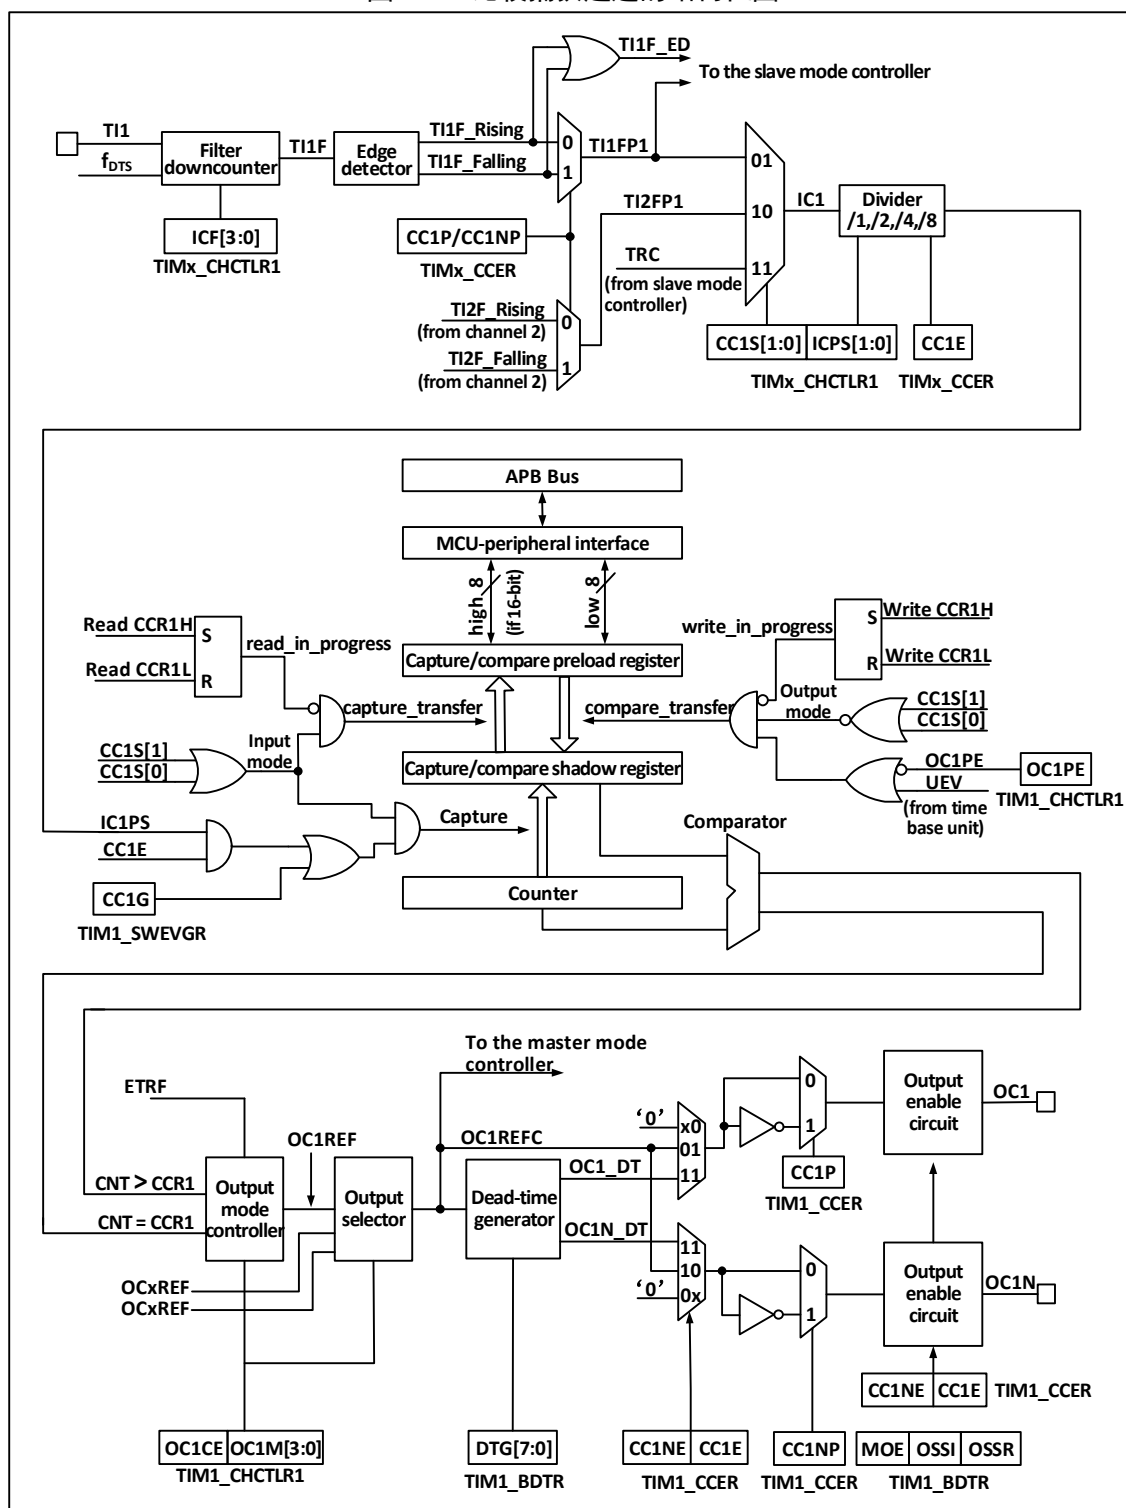 TI1F_ED
To the slave mode controller
TI1
f_DTS
Filter
downcounter
TI1F
Edge
detector
TI1F_Rising
TI1F_Falling
0
1
TI1FP1
01
TI2FP1
10
IC1
Divider
/1,/2,/4,/8
ICF[3:0]
TIMx_CHCTLR1
CC1P/CC1NP
TIMx_CCER
TRC
(from slave mode
controller)
11
TI2F_Rising
(from channel 2)
0
TI2F_Falling
(from channel 2)
1
CC1S[1:0]
ICPS[1:0]
CC1E
TIMx_CHCTLR1
TIMx_CCER
APB Bus
MCU-peripheral interface
high 8
(if 16-bit)
low 8
Read CCR1H
S
Read CCR1L
R
read_in_progress
write_in_progress
S
Write CCR1H
R
Write CCR1L
Capture/compare preload register
capture_transfer
compare_transfer
Output
mode
CC1S[1]
CC1S[0]
CC1S[1]
CC1S[0]
Input
mode
Capture/compare shadow register
OC1PE
UEV
(from time
base unit)
OC1PE
TIM1_CHCTLR1
IC1PS
CC1E
Capture
Comparator
CC1G
TIM1_SWEVGR
Counter
To the master mode
controller
ETRF
OC1REF
OC1REFC
CNT > CCR1
CNT = CCR1
Output
mode
controller
Output
selector
Dead-time
generator
OC1_DT
OC1N_DT
OCxREF
OCxREF
‘0’
x0
01
11
11
10
‘0’
0x
0
1
CC1P
TIM1_CCER
Output
enable
circuit
OC1
0
1
Output
enable
circuit
OC1N
CC1NE
CC1E
TIM1_CCER
OC1CE
OC1M[3:0]
TIM1_CHCTLR1
DTG[7:0]
TIM1_BDTR
CC1NE
CC1E
TIM1_CCER
CC1NP
TIM1_CCER
MOE
OSSI
OSSR
TIM1_BDTR